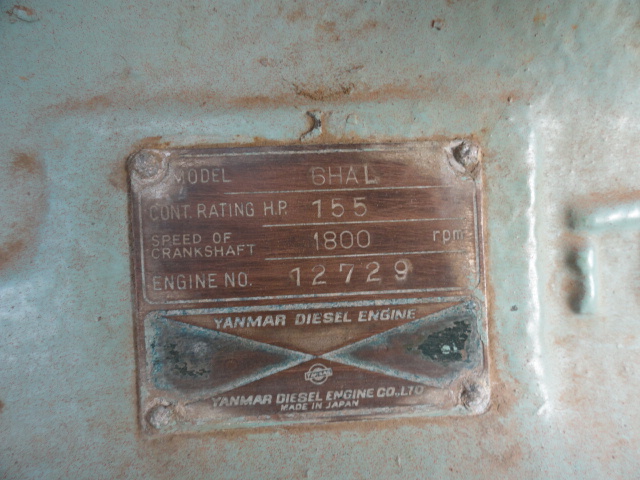 MODEL 6HAL
CONT. RATING H.P. 155
SPEED OF CRANKSHAFT 1800 rpm
ENGINE NO. 12729
YANMAR DIESEL ENGINE
YANMAR DIESEL ENGINE CO.,LTD
MADE IN JAPAN